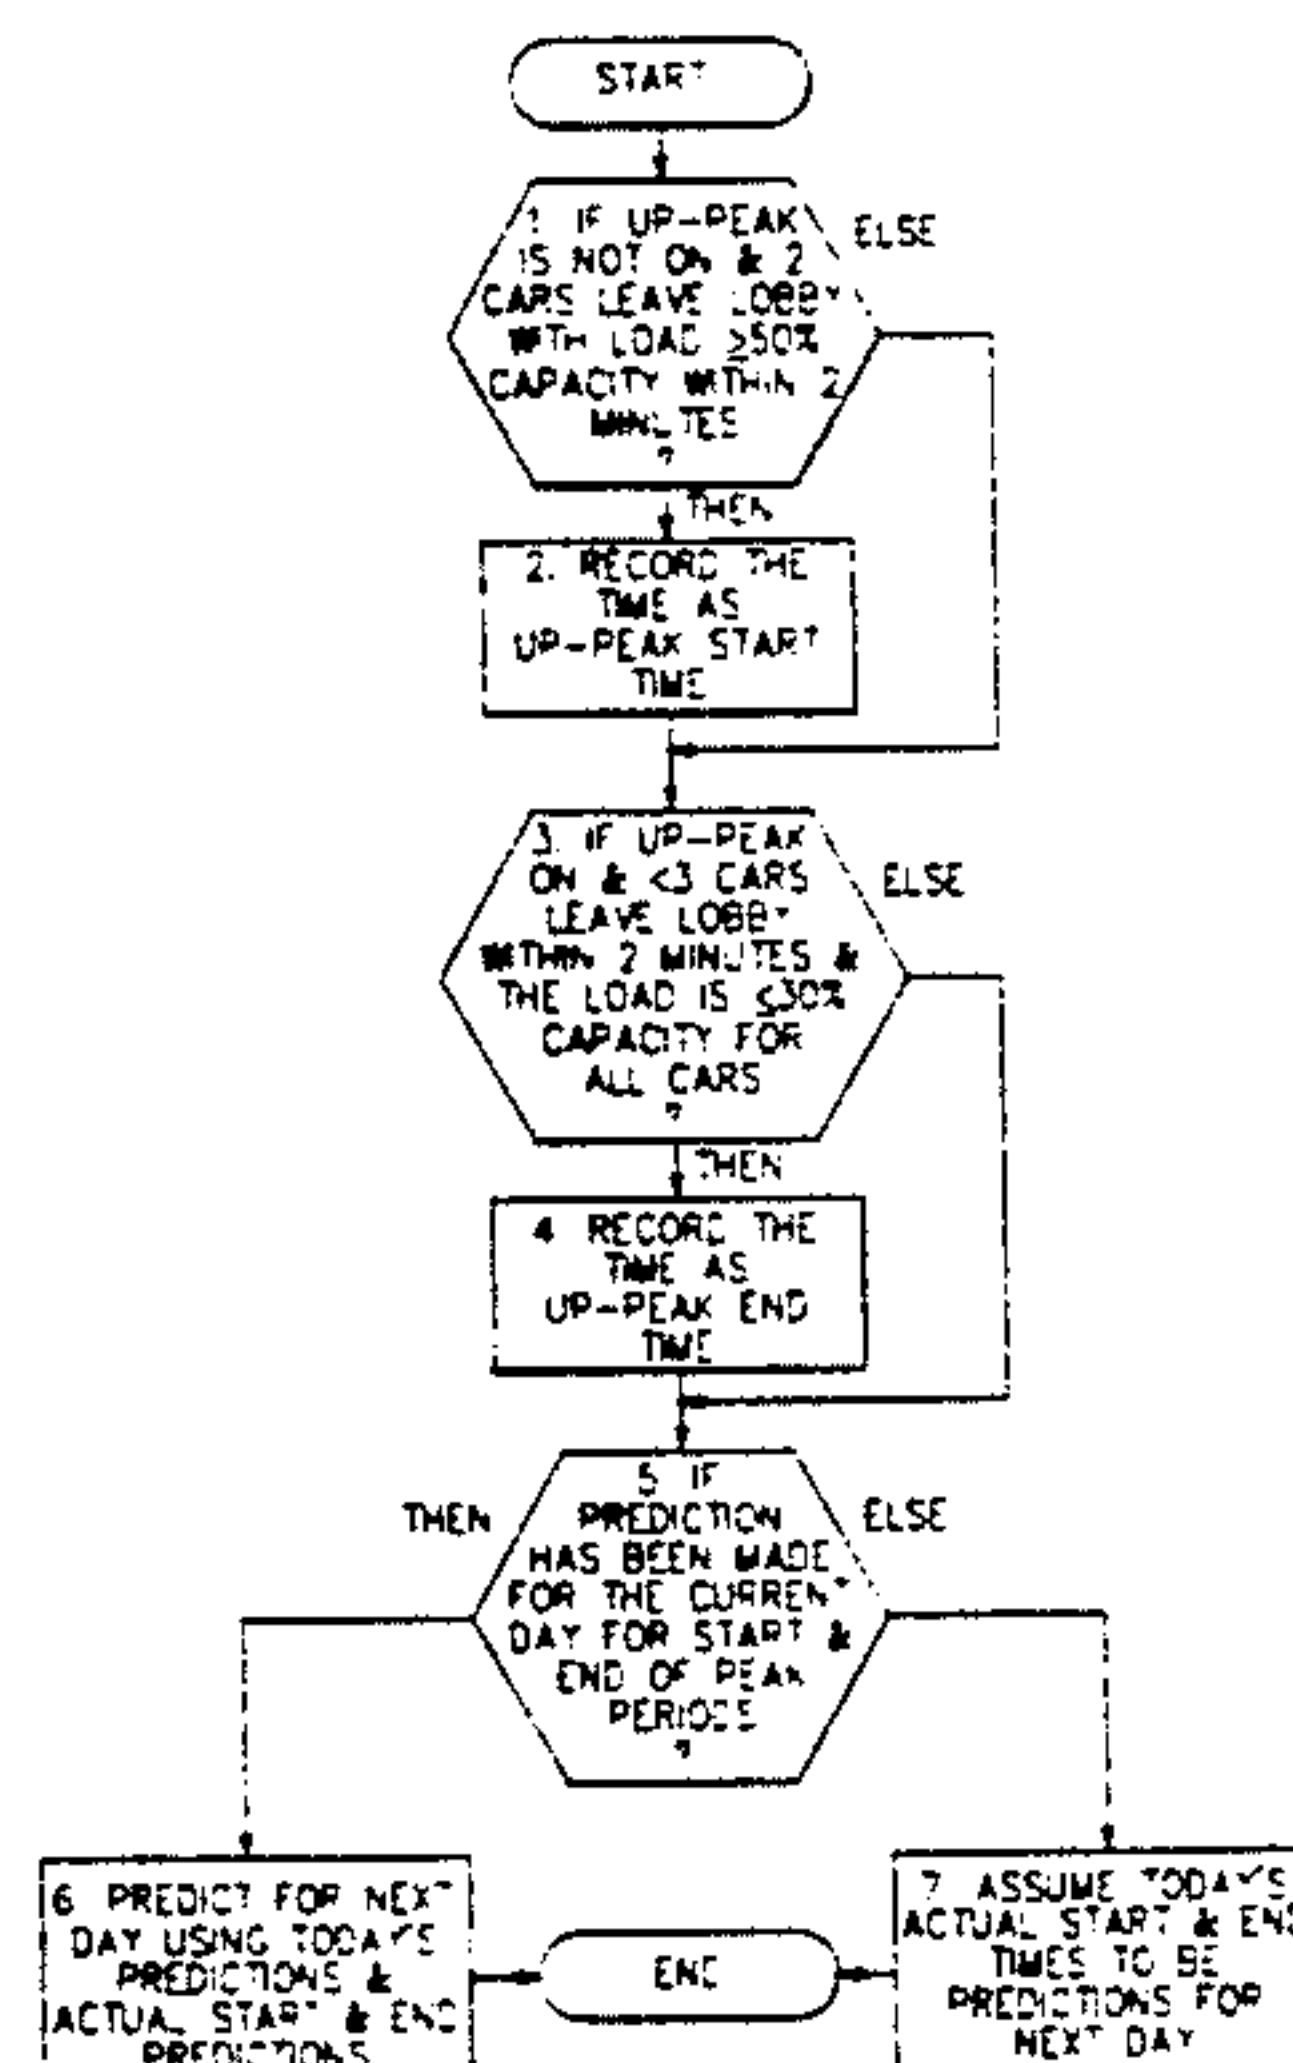 START
1. IF UP-PEAK
IS NOT ON & 2
CARS LEAVE LOBBY
WITH LOAD ≥50%
CAPACITY WITHIN 2
MINUTES
?
ELSE
THEN
2. RECORD THE
TIME AS
UP-PEAK START
TIME
3. IF UP-PEAK
ON & <3 CARS
LEAVE LOBBY
WITHIN 2 MINUTES &
THE LOAD IS ≤30%
CAPACITY FOR
ALL CARS
?
ELSE
THEN
4 RECORD THE
TIME AS
UP-PEAK END
TIME
5 IF
PREDICTION
HAS BEEN MADE
FOR THE CURRENT
DAY FOR START &
END OF PEAK
PERIODS
?
THEN
ELSE
6 PREDICT FOR NEXT
DAY USING TODAY'S
PREDICTIONS &
ACTUAL START & END
PREDICTIONS
END
7. ASSUME TODAY'S
ACTUAL START & END
TIMES TO BE
PREDICTIONS FOR
NEXT DAY